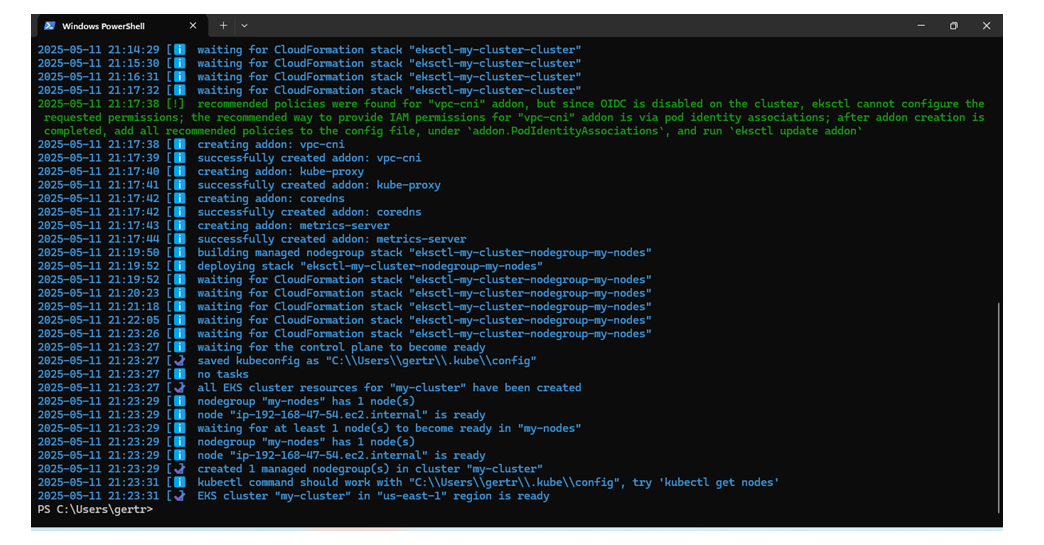 Windows PowerShell
2025-05-11 21:14:29 [ℹ]  waiting for CloudFormation stack "eksctl-my-cluster-cluster"
2025-05-11 21:15:30 [ℹ]  waiting for CloudFormation stack "eksctl-my-cluster-cluster"
2025-05-11 21:16:31 [ℹ]  waiting for CloudFormation stack "eksctl-my-cluster-cluster"
2025-05-11 21:17:32 [ℹ]  waiting for CloudFormation stack "eksctl-my-cluster-cluster"
2025-05-11 21:17:38 [!]  recommended policies were found for "vpc-cni" addon, but since OIDC is disabled on the cluster, eksctl cannot configure the
requested permissions; the recommended way to provide IAM permissions for "vpc-cni" addon is via pod identity associations; after addon creation is
completed, add all recommended policies to the config file, under `addon.PodIdentityAssociations`, and run `eksctl update addon`
2025-05-11 21:17:38 [ℹ]  creating addon: vpc-cni
2025-05-11 21:17:39 [ℹ]  successfully created addon: vpc-cni
2025-05-11 21:17:40 [ℹ]  creating addon: kube-proxy
2025-05-11 21:17:41 [ℹ]  successfully created addon: kube-proxy
2025-05-11 21:17:42 [ℹ]  creating addon: coredns
2025-05-11 21:17:42 [ℹ]  successfully created addon: coredns
2025-05-11 21:17:43 [ℹ]  creating addon: metrics-server
2025-05-11 21:17:44 [ℹ]  successfully created addon: metrics-server
2025-05-11 21:19:50 [ℹ]  building managed nodegroup stack "eksctl-my-cluster-nodegroup-my-nodes"
2025-05-11 21:19:52 [ℹ]  deploying stack "eksctl-my-cluster-nodegroup-my-nodes"
2025-05-11 21:19:52 [ℹ]  waiting for CloudFormation stack "eksctl-my-cluster-nodegroup-my-nodes"
2025-05-11 21:20:23 [ℹ]  waiting for CloudFormation stack "eksctl-my-cluster-nodegroup-my-nodes"
2025-05-11 21:21:18 [ℹ]  waiting for CloudFormation stack "eksctl-my-cluster-nodegroup-my-nodes"
2025-05-11 21:22:05 [ℹ]  waiting for CloudFormation stack "eksctl-my-cluster-nodegroup-my-nodes"
2025-05-11 21:23:26 [ℹ]  waiting for CloudFormation stack "eksctl-my-cluster-nodegroup-my-nodes"
2025-05-11 21:23:27 [ℹ]  waiting for the control plane to become ready
2025-05-11 21:23:27 [✔]  saved kubeconfig as "C:\\Users\\gertr\\.kube\\config"
2025-05-11 21:23:27 [ℹ]  no tasks
2025-05-11 21:23:27 [✔]  all EKS cluster resources for "my-cluster" have been created
2025-05-11 21:23:29 [ℹ]  nodegroup "my-nodes" has 1 node(s)
2025-05-11 21:23:29 [ℹ]  node "ip-192-168-47-54.ec2.internal" is ready
2025-05-11 21:23:29 [ℹ]  waiting for at least 1 node(s) to become ready in "my-nodes"
2025-05-11 21:23:29 [ℹ]  nodegroup "my-nodes" has 1 node(s)
2025-05-11 21:23:29 [ℹ]  node "ip-192-168-47-54.ec2.internal" is ready
2025-05-11 21:23:29 [✔]  created 1 managed nodegroup(s) in cluster "my-cluster"
2025-05-11 21:23:31 [ℹ]  kubectl command should work with "C:\\Users\\gertr\\.kube\\config", try 'kubectl get nodes'
2025-05-11 21:23:31 [✔]  EKS cluster "my-cluster" in "us-east-1" region is ready
PS C:\Users\gertr>